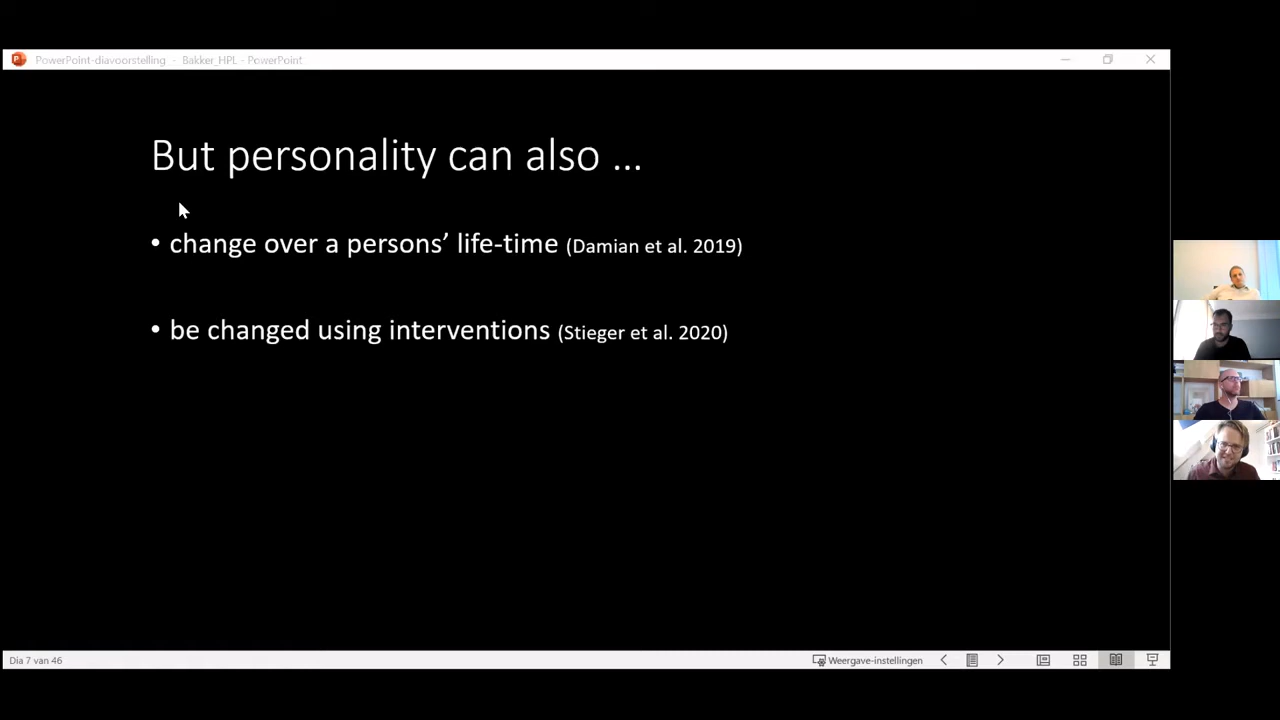 PowerPoint-diavoorstelling - Bakker_HPL - PowerPoint
But personality can also ...
• change over a persons' life-time (Damian et al. 2019)
• be changed using interventions (Stieger et al. 2020)
Dia 7 van 46
Weergave-instellingen